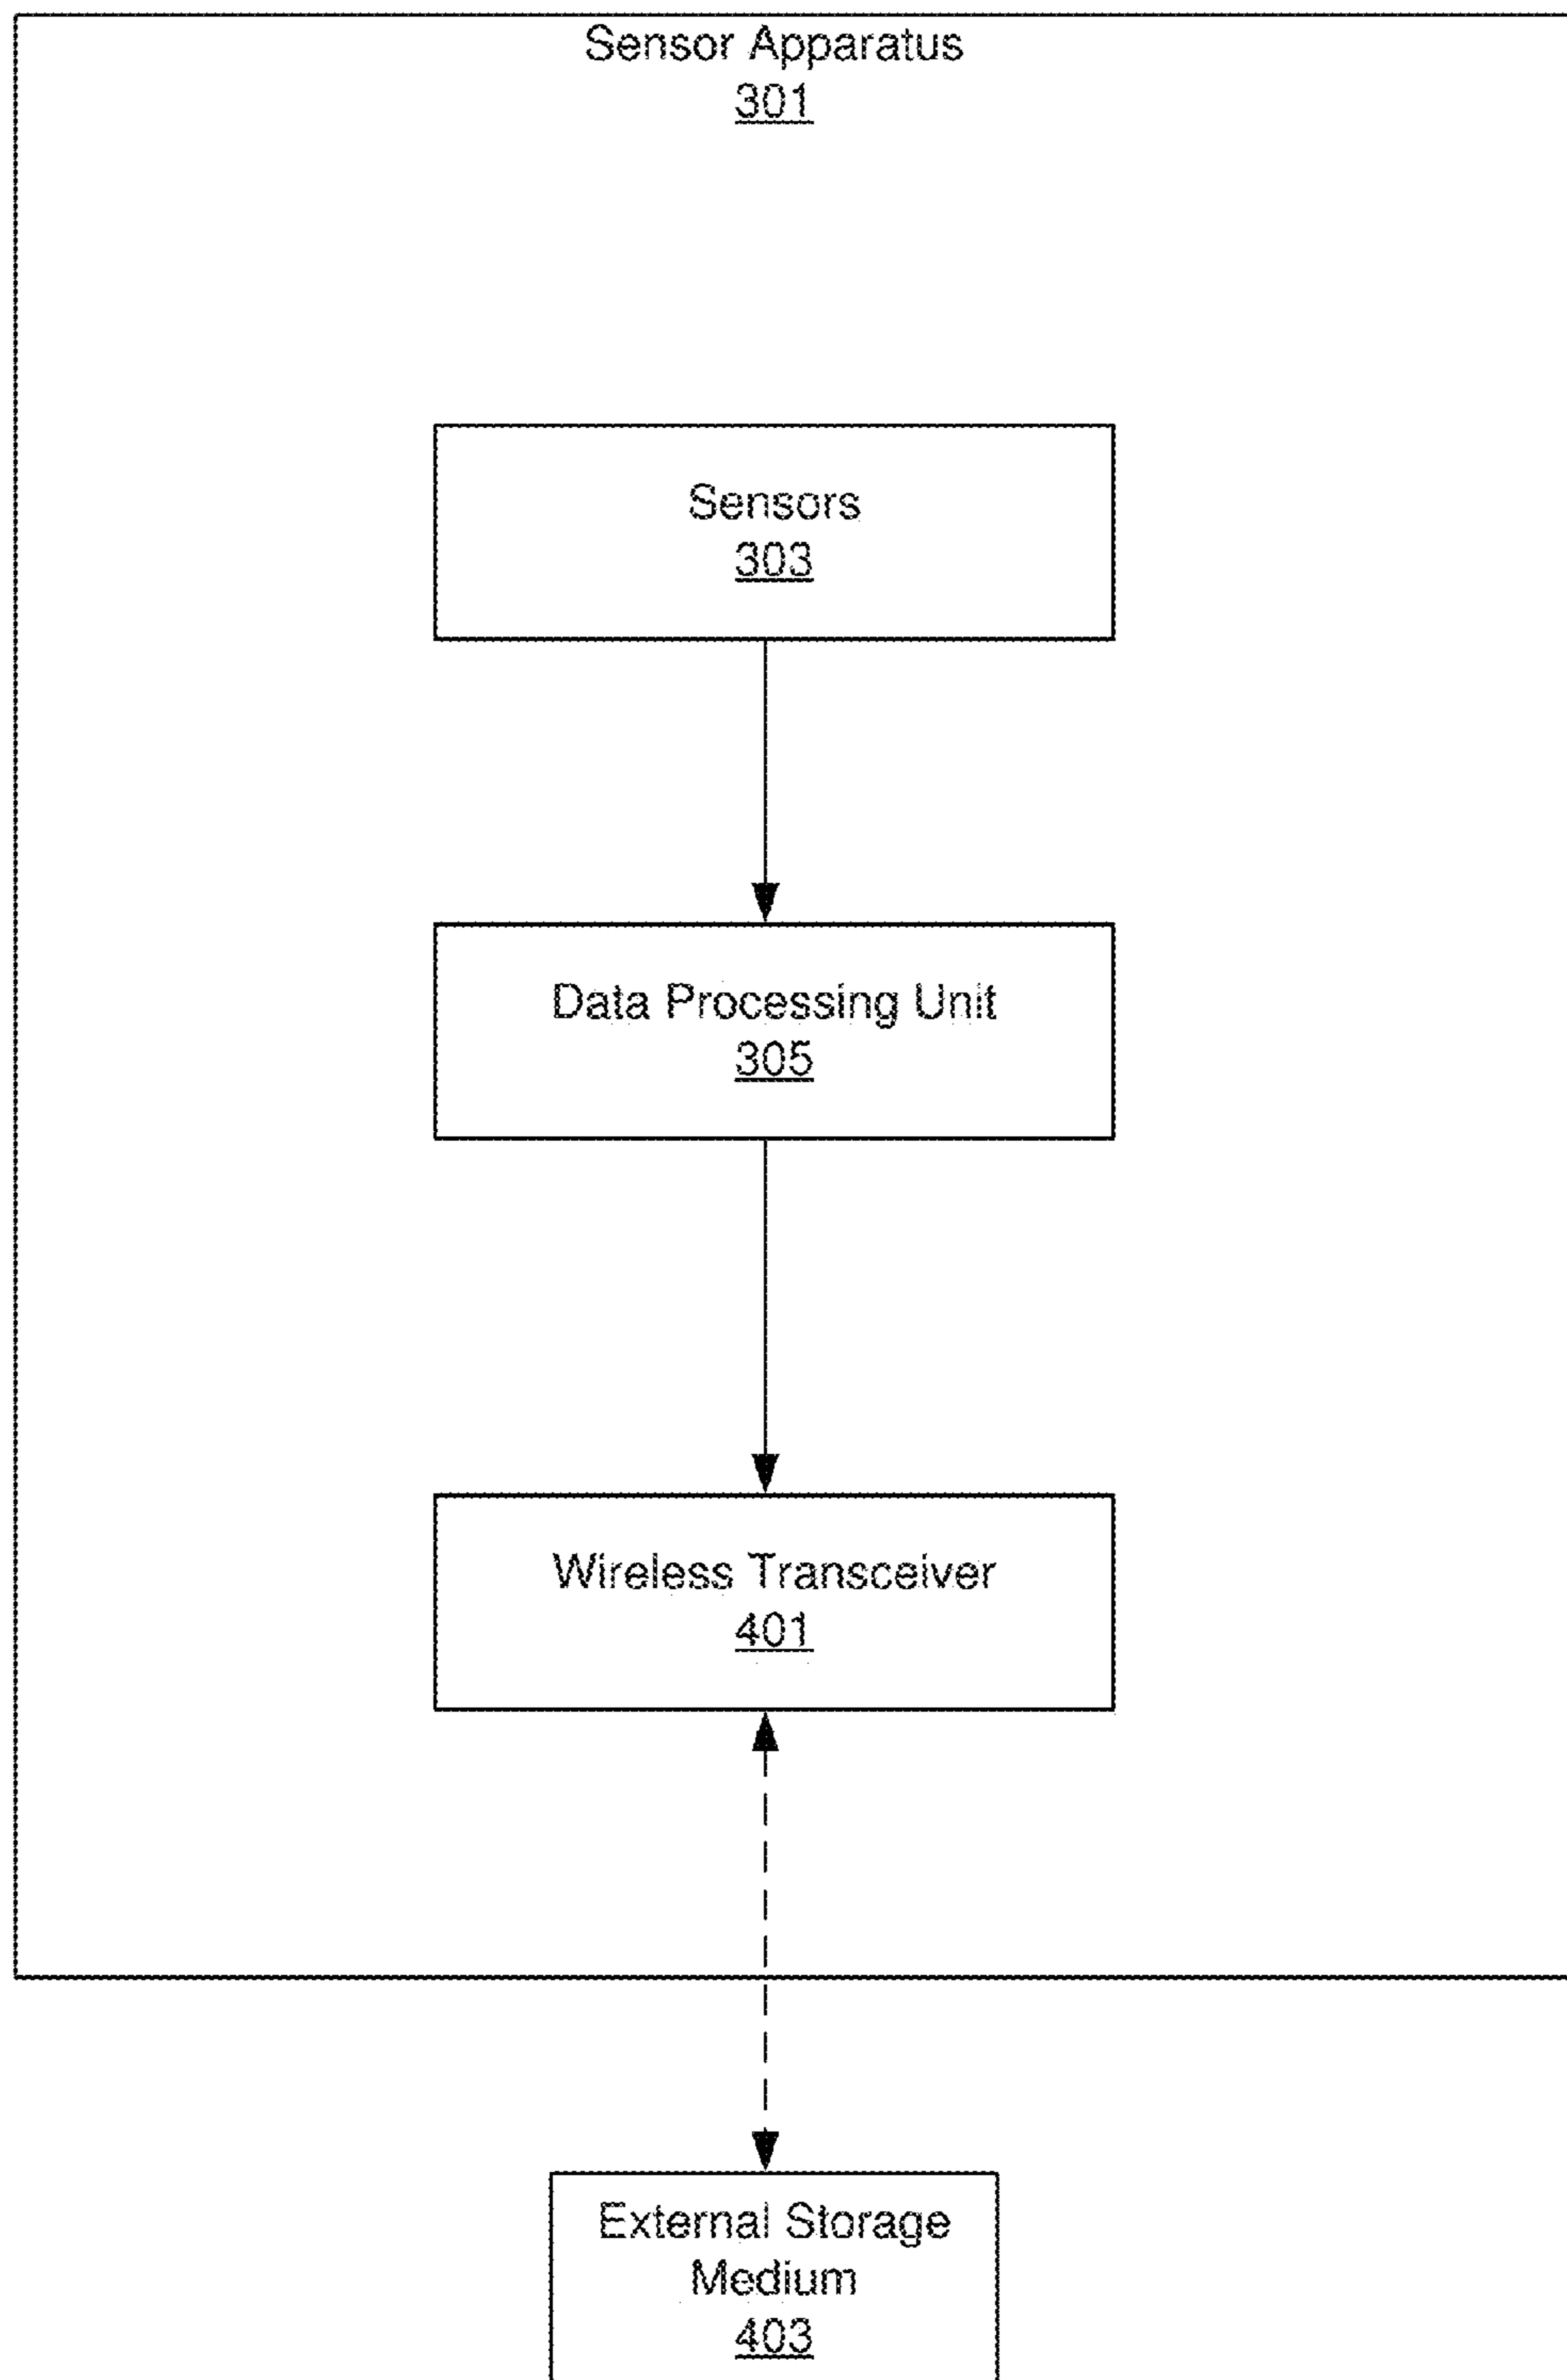 Sensor Apparatus
301
Sensors
303
Data Processing Unit
305
Wireless Transceiver
401
External Storage
Medium
403